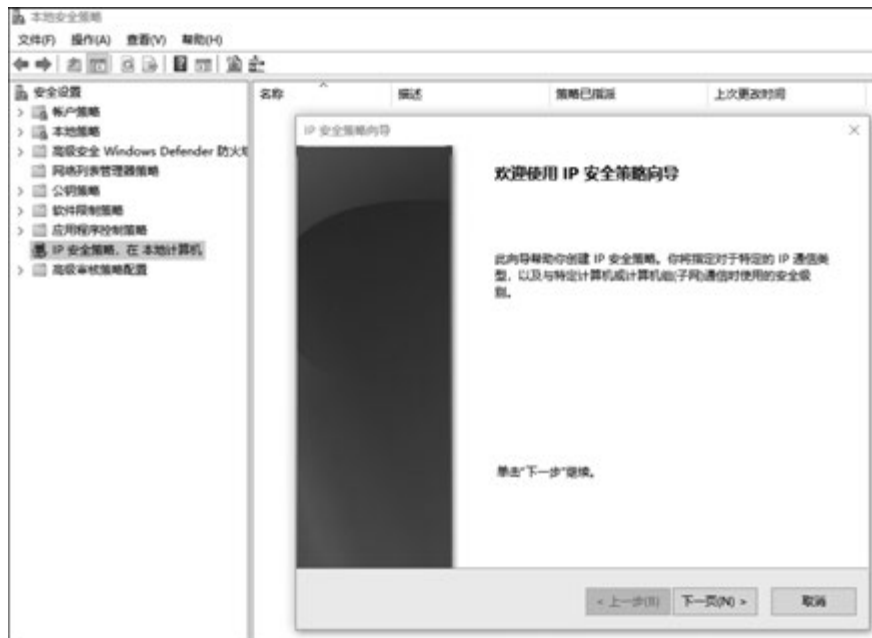 本地安全策略
文件(F) 操作(A) 查看(V) 帮助(H)
安全设置
帐户策略
本地策略
高级安全 Windows Defender 防火墙
网络列表管理器策略
公钥策略
软件限制策略
应用程序控制策略
IP 安全策略，在 本地计算机
高级审核策略配置
名称 描述 策略已指派 上次更改时间
IP 安全策略向导
欢迎使用 IP 安全策略向导
此向导帮助你创建 IP 安全策略。你将指定对于特定的 IP 通信类
型，以及与特定计算机或计算机组(子网)通信时使用的安全级
别。
单击"下一步"继续。
< 上一步(B) 下一页(N) > 取消